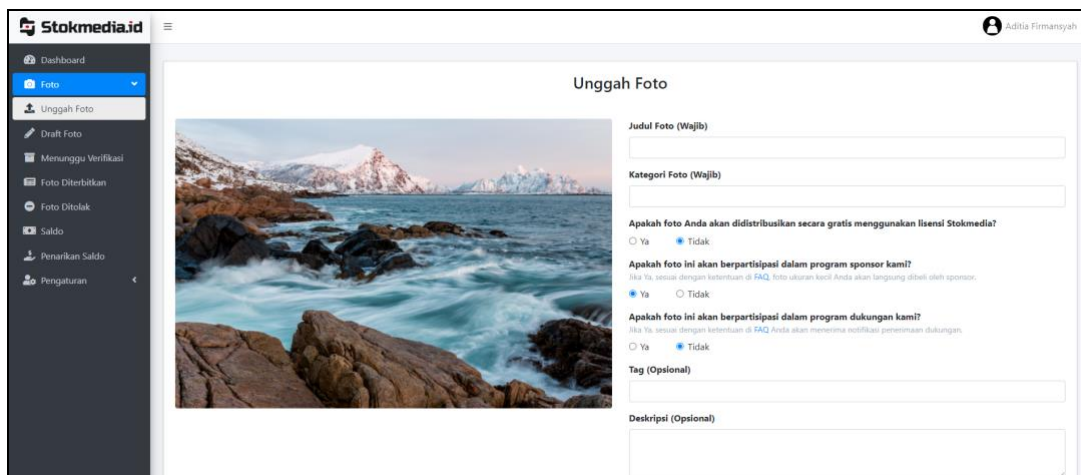 Stokmedia.id
Aditia Firmansyah
Dashboard
Foto
Unggah Foto
Draft Foto
Menunggu Verifikasi
Foto Diterbitkan
Foto Ditolak
Saldo
Penarikan Saldo
Pengaturan
Unggah Foto
Judul Foto (Wajib)
Kategori Foto (Wajib)
Apakah foto Anda akan didistribusikan secara gratis menggunakan lisensi Stokmedia?
Ya Tidak
Apakah foto ini akan berpartisipasi dalam program sponsor kami?
Jika Ya, sesuai dengan ketentuan di FAQ, foto ukuran kecil Anda akan langsung dibeli oleh sponsor.
Ya Tidak
Apakah foto ini akan berpartisipasi dalam program dukungan kami?
Jika Ya, sesuai dengan ketentuan di FAQ Anda akan menerima notifikasi penerimaan dukungan.
Ya Tidak
Tag (Opsional)
Deskripsi (Opsional)